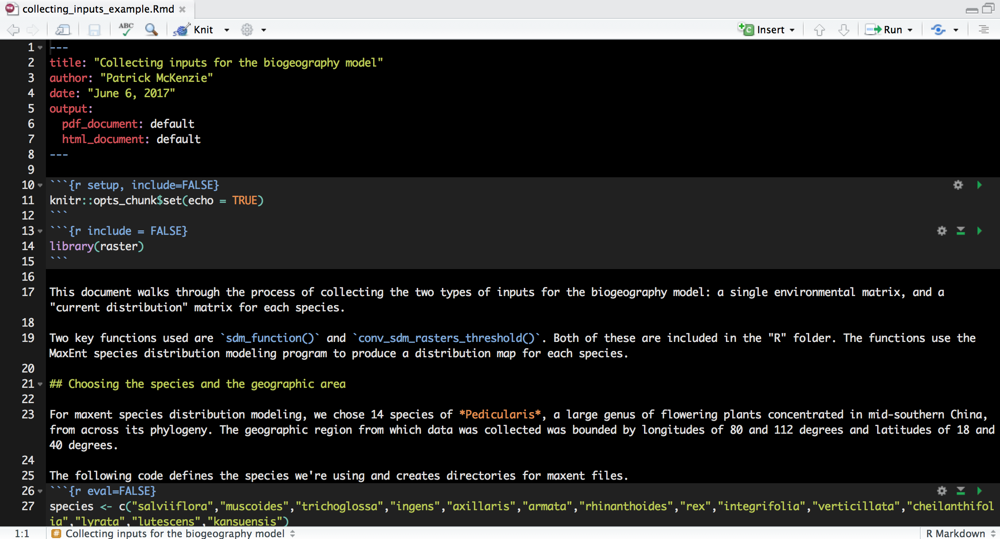 collecting_inputs_example.Rmd
ABC Knit Insert Run
1 ---
2 title: "Collecting inputs for the biogeography model"
3 author: "Patrick McKenzie"
4 date: "June 6, 2017"
5 output:
6   pdf_document: default
7   html_document: default
8 ---
9
10 ```{r setup, include=FALSE}
11 knitr::opts_chunk$set(echo = TRUE)
12 ```
13 ```{r include = FALSE}
14 library(raster)
15 ```
16
17 This document walks through the process of collecting the two types of inputs for the biogeography model: a single environmental matrix, and a
"current distribution" matrix for each species.
18
19 Two key functions used are `sdm_function()` and `conv_sdm_rasters_threshold()`. Both of these are included in the "R" folder. The functions use the
MaxEnt species distribution modeling program to produce a distribution map for each species.
20
21 ## Choosing the species and the geographic area
22
23 For maxent species distribution modeling, we chose 14 species of *Pedicularis*, a large genus of flowering plants concentrated in mid-southern China,
from across its phylogeny. The geographic region from which data was collected was bounded by longitudes of 80 and 112 degrees and latitudes of 18 and
40 degrees.
24
25 The following code defines the species we're using and creates directories for maxent files.
26 ```{r eval=FALSE}
27 species <- c("salviiflora","muscoides","trichoglossa","ingens","axillaris","armata","rhinanthoides","rex","integrifolia","verticillata","cheilanthifol
ia","lyrata","lutescens","kansuensis")
1:1 # Collecting inputs for the biogeography model R Markdown